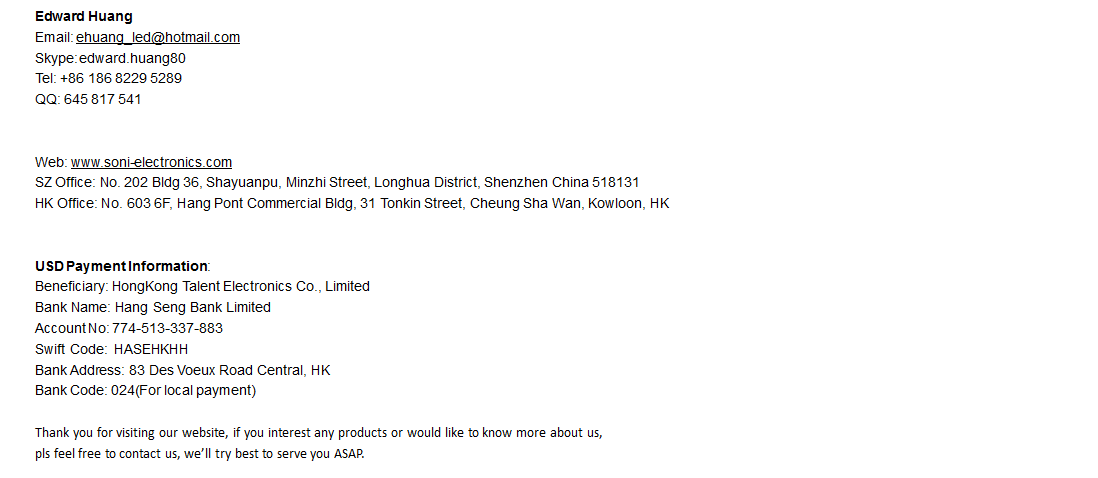 Edward Huang
Email: ehuang_led@hotmail.com
Skype: edward.huang80
Tel: +86 186 8229 5289
QQ: 645 817 541
Web: www.soni-electronics.com
SZ Office: No. 202 Bldg 36, Shayuanpu, Minzhi Street, Longhua District, Shenzhen China 518131
HK Office: No. 603 6F, Hang Pont Commercial Bldg, 31 Tonkin Street, Cheung Sha Wan, Kowloon, HK
USD Payment Information:
Beneficiary: HongKong Talent Electronics Co., Limited
Bank Name: Hang Seng Bank Limited
Account No: 774-513-337-883
Swift Code: HASEHKHH
Bank Address: 83 Des Voeux Road Central, HK
Bank Code: 024(For local payment)
Thank you for visiting our website, if you interest any products or would like to know more about us,
pls feel free to contact us, we'll try best to serve you ASAP.